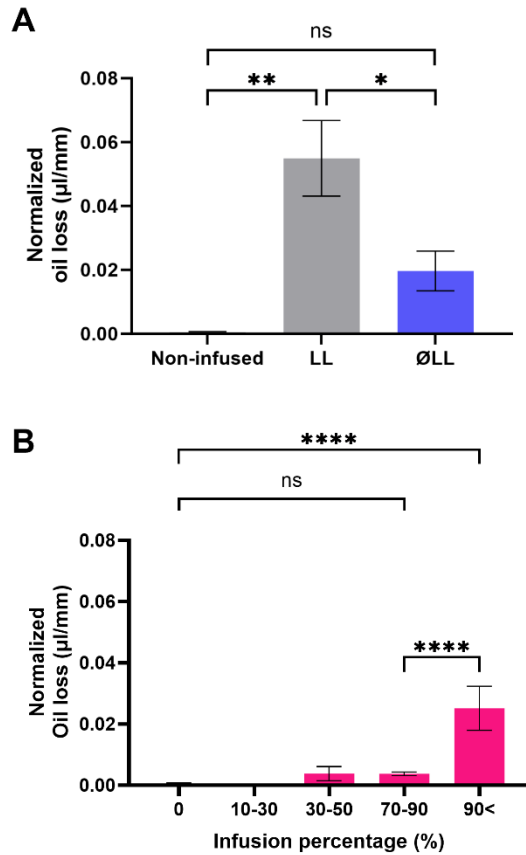 A
ns
** *
Normalized
oil loss (µl/mm)
0.08
0.06
0.04
0.02
0.00
Non-infused LL ØLL
B
****
ns
****
Normalized
Oil loss (µl/mm)
0.08
0.06
0.04
0.02
0.00
0 10-30 30-50 70-90 90<
Infusion percentage (%)